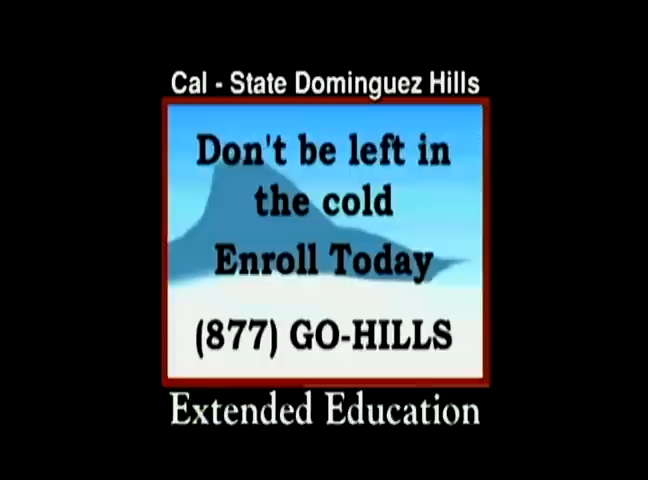 Cal - State Dominguez Hills
Don't be left in
the cold
Enroll Today
(877) GO-HILLS
Extended Education